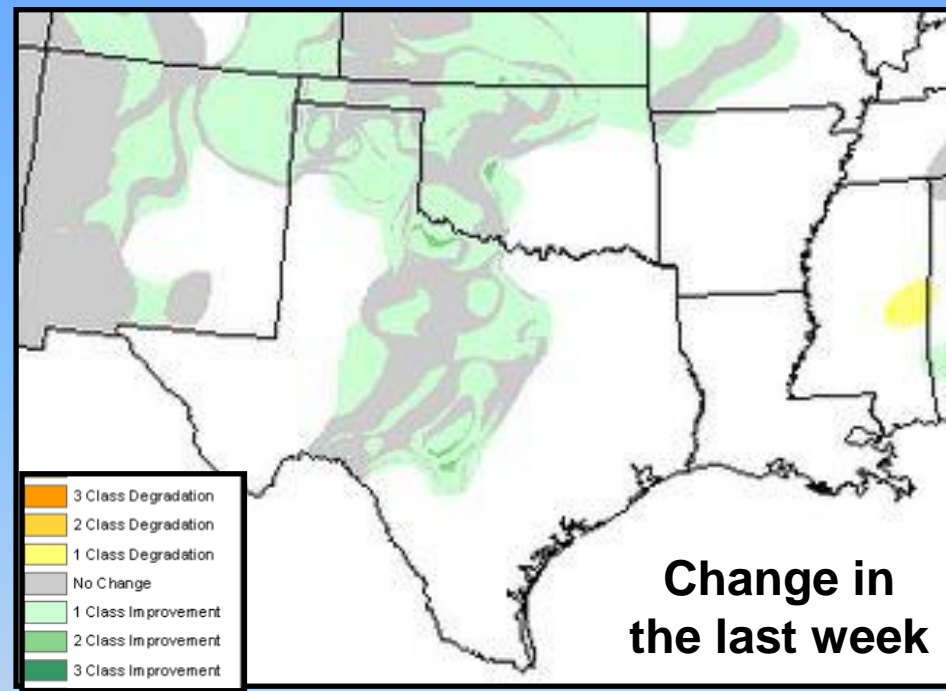 3 Class Degradation
2 Class Degradation
1 Class Degradation
No Change
1 Class Improvement
2 Class Improvement
3 Class Improvement
Change in
the last week